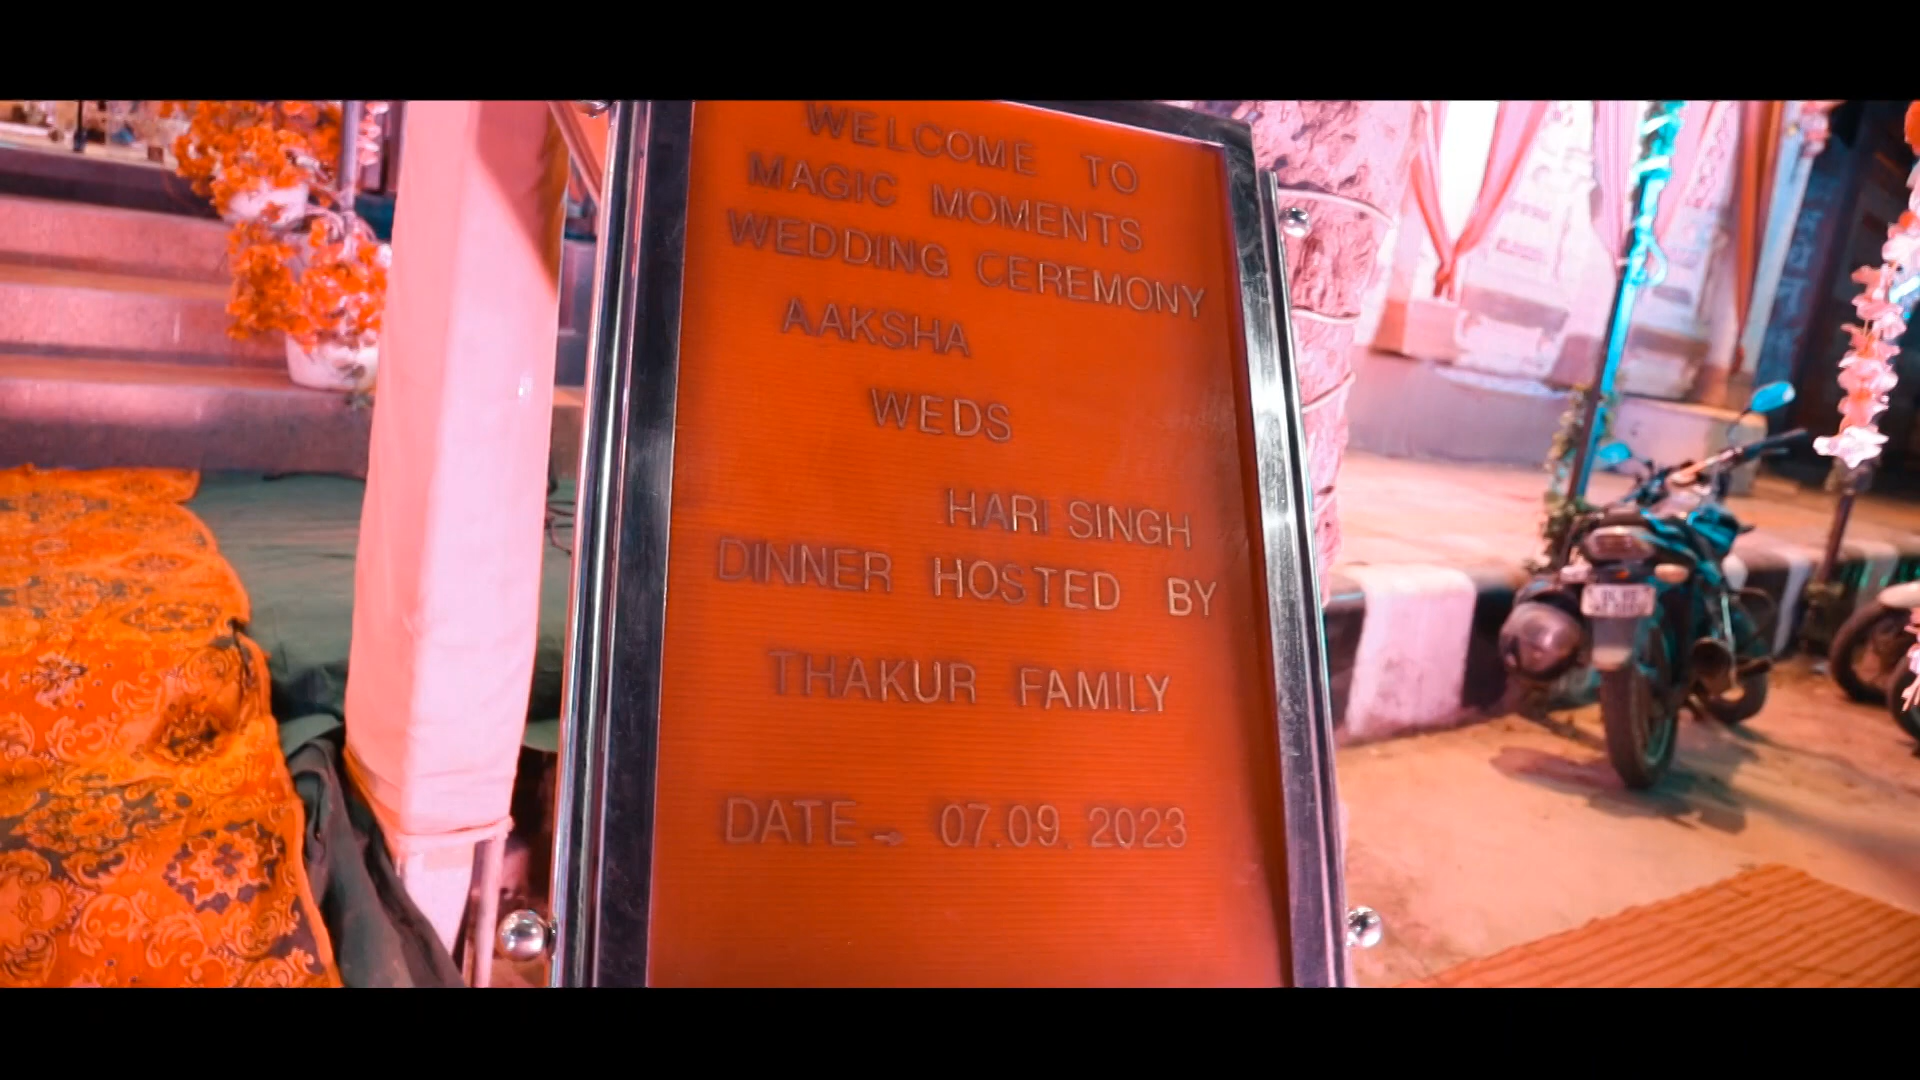 WELCOME TO
MAGIC MOMENTS
WEDDING CEREMONY
AAKSHA
WEDS
HARI SINGH
DINNER HOSTED BY
THAKUR FAMILY
DATE → 07.09.2023